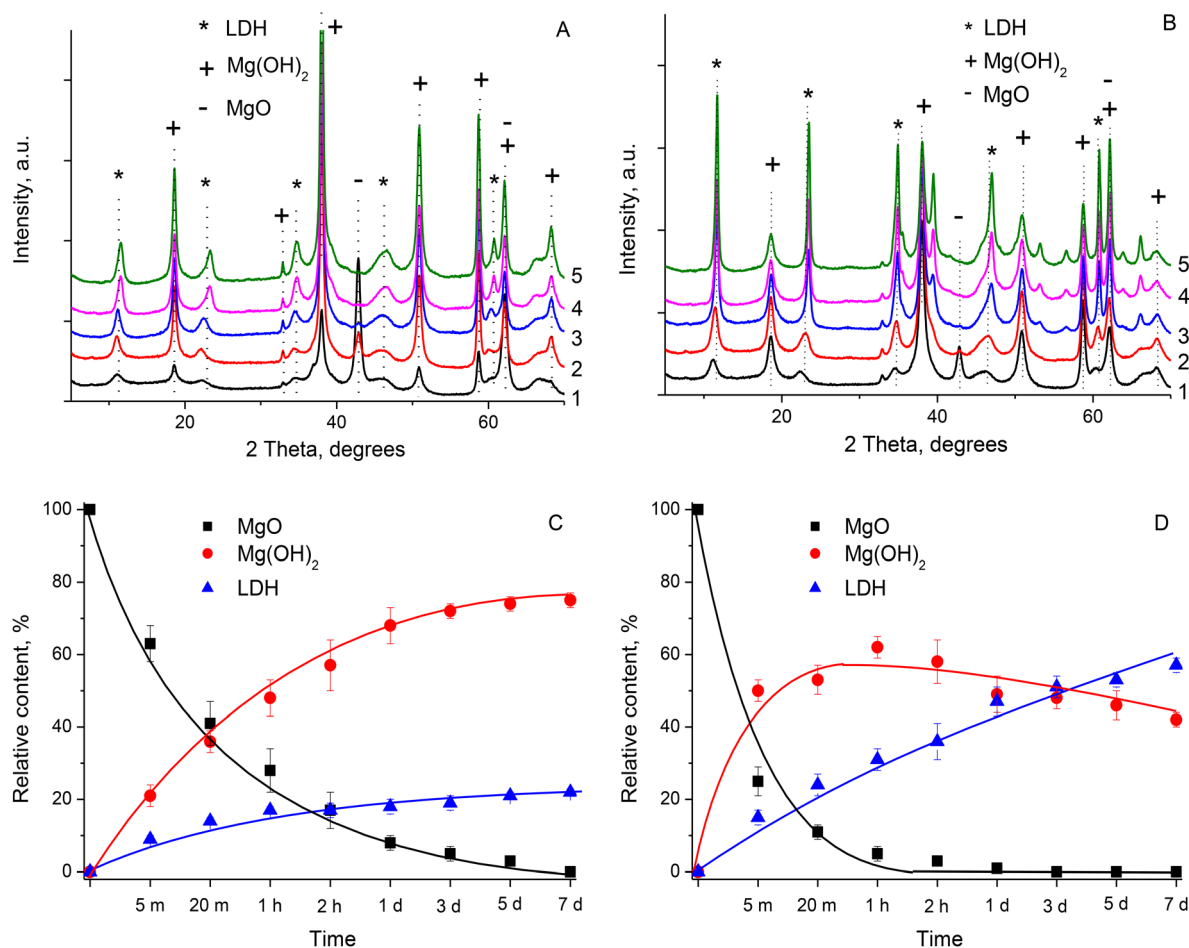 A
* LDH
+ Mg(OH)2
- MgO
Intensity, a.u.
5
4
3
2
1
20
40
60
2 Theta, degrees
B
* LDH
+ Mg(OH)2
- MgO
Intensity, a.u.
5
4
3
2
1
20
40
60
2 Theta, degrees
C
MgO
Mg(OH)2
LDH
Relative content, %
100
80
60
40
20
0
5 m 20 m 1 h 2 h 1 d 3 d 5 d 7 d
Time
D
MgO
Mg(OH)2
LDH
Relative content, %
100
80
60
40
20
0
5 m 20 m 1 h 2 h 1 d 3 d 5 d 7 d
Time